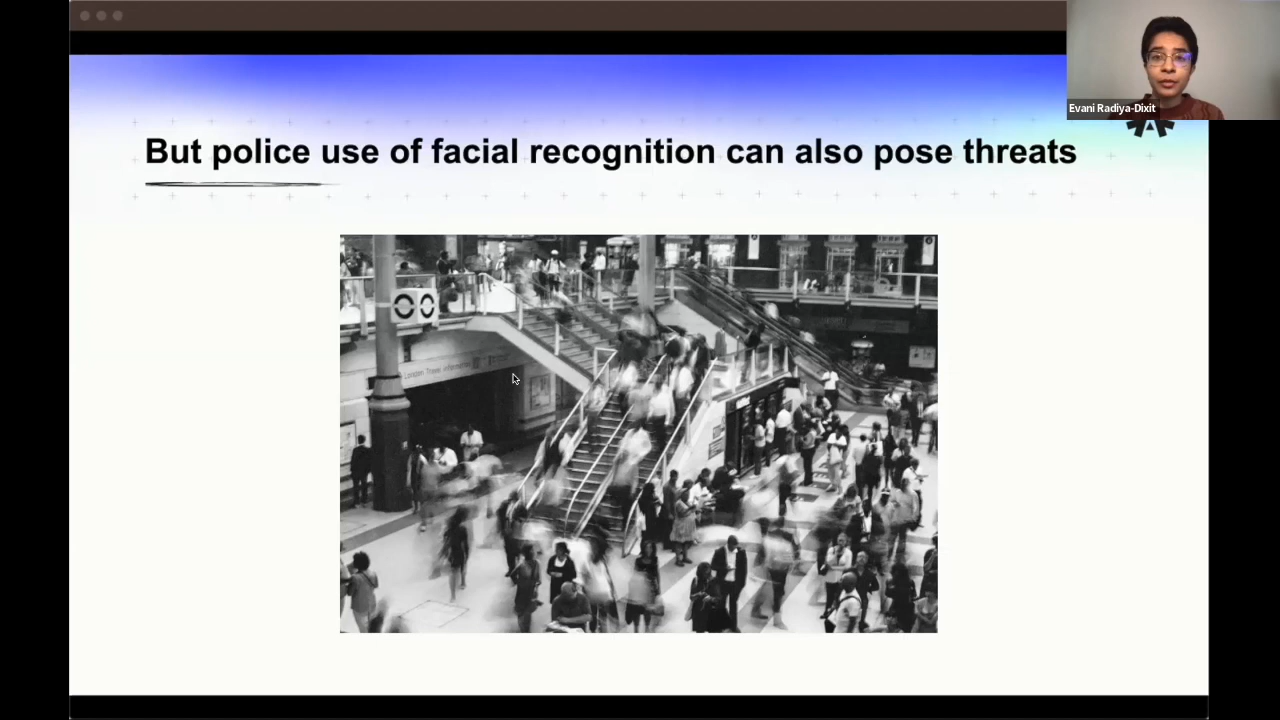 Evani Radiya-Dixit
But police use of facial recognition can also pose threats